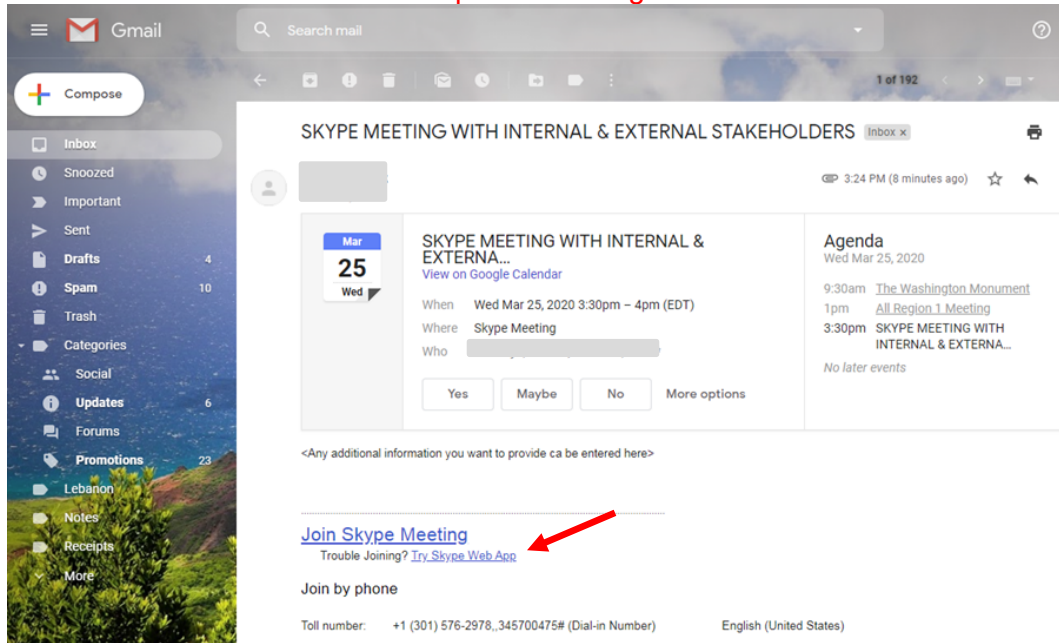 Gmail
Search mail
Compose
1 of 192
Inbox
Snoozed
Important
Sent
Drafts 4
Spam 10
Trash
Categories
Social
Updates 6
Forums
Promotions 23
Lebanon
Notes
Receipts
More
SKYPE MEETING WITH INTERNAL & EXTERNAL STAKEHOLDERS Inbox x
3:24 PM (8 minutes ago)
Mar
25
Wed
SKYPE MEETING WITH INTERNAL &
EXTERNA...
View on Google Calendar
When Wed Mar 25, 2020 3:30pm – 4pm (EDT)
Where Skype Meeting
Who
Yes Maybe No More options
Agenda
Wed Mar 25, 2020
9:30am The Washington Monument
1pm All Region 1 Meeting
3:30pm SKYPE MEETING WITH
INTERNAL & EXTERNA...
No later events
<Any additional information you want to provide ca be entered here>
Join Skype Meeting
Trouble Joining? Try Skype Web App
Join by phone
Toll number: +1 (301) 576-2978,,345700475# (Dial-in Number) English (United States)